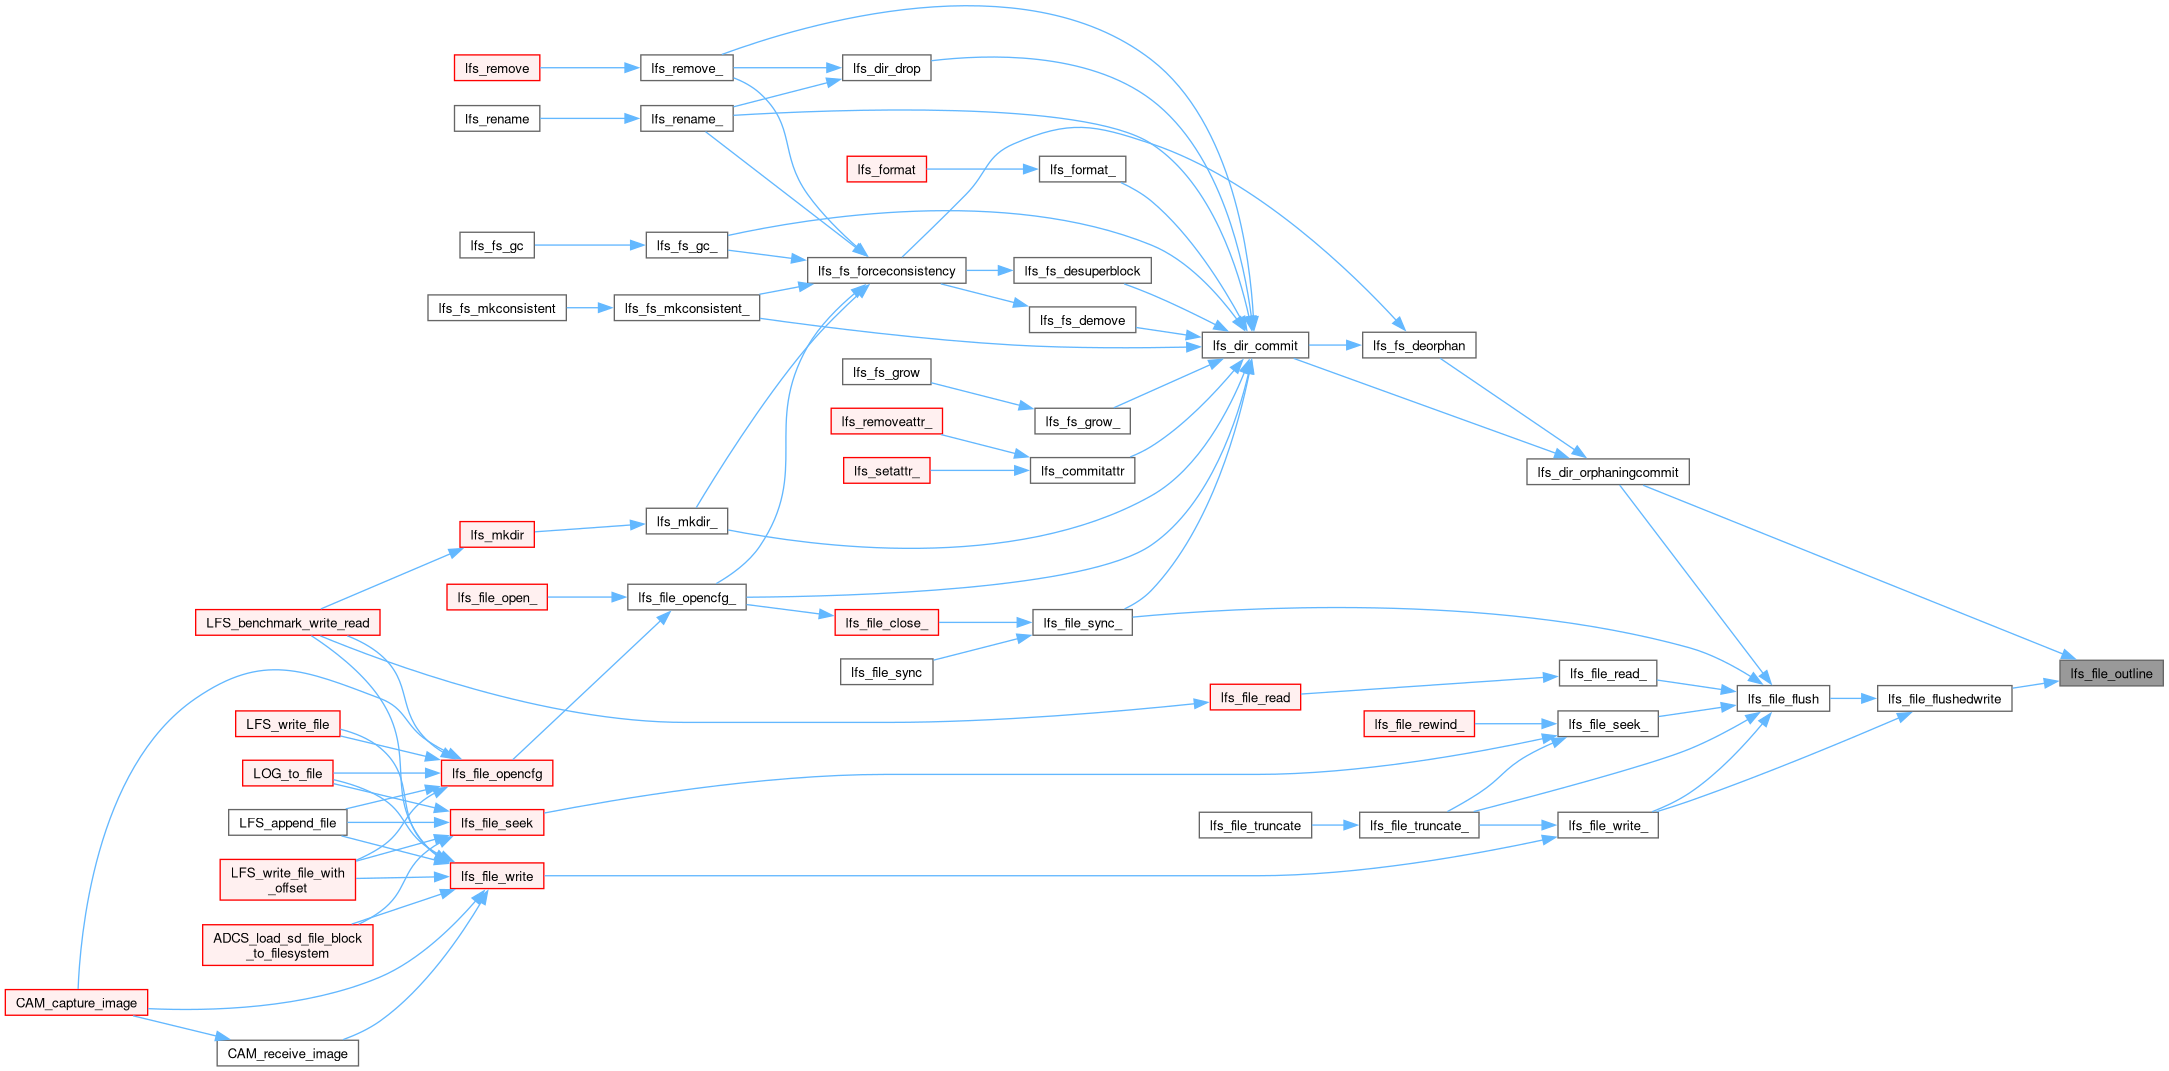 lfs_remove
lfs_remove_
lfs_dir_drop
lfs_rename
lfs_rename_
lfs_format
lfs_format_
lfs_fs_gc
lfs_fs_gc_
lfs_fs_forceconsistency
lfs_fs_desuperblock
lfs_fs_mkconsistent
lfs_fs_mkconsistent_
lfs_fs_demove
lfs_dir_commit
lfs_fs_deorphan
lfs_fs_grow
lfs_fs_grow_
lfs_removeattr_
lfs_setattr_
lfs_commitattr
lfs_dir_orphaningcommit
lfs_mkdir_
lfs_mkdir
lfs_file_open_
lfs_file_opencfg_
LFS_benchmark_write_read
lfs_file_close_
lfs_file_sync_
lfs_file_sync
lfs_file_read_
lfs_file_outline
lfs_file_read
lfs_file_flush
lfs_file_flushedwrite
LFS_write_file
lfs_file_rewind_
lfs_file_seek_
LOG_to_file
lfs_file_opencfg
LFS_append_file
lfs_file_seek
lfs_file_truncate
lfs_file_truncate_
lfs_file_write_
LFS_write_file_with
_offset
lfs_file_write
ADCS_load_sd_file_block
_to_filesystem
CAM_capture_image
CAM_receive_image